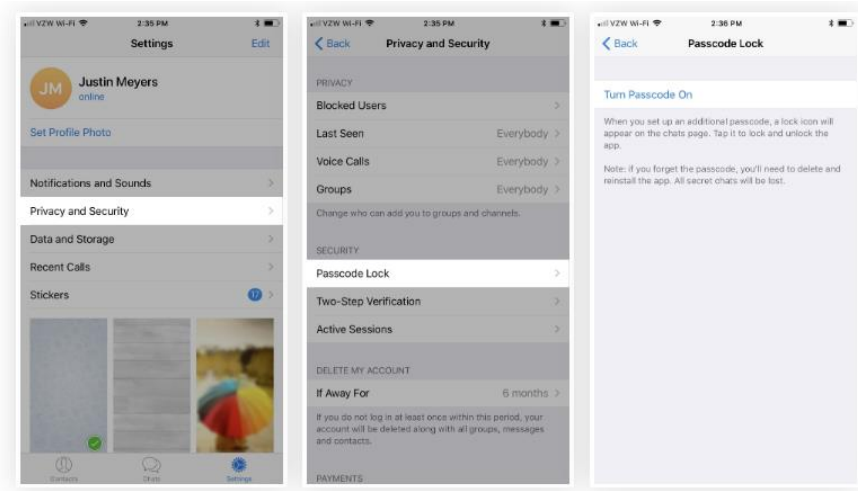 VZW Wi-Fi 2:35 PM
Settings Edit
JM
Justin Meyers
online
Set Profile Photo
Notifications and Sounds
Privacy and Security
Data and Storage
Recent Calls
Stickers 17
Contacts Chats Settings
VZW Wi-Fi 2:35 PM
Back Privacy and Security
PRIVACY
Blocked Users
Last Seen Everybody
Voice Calls Everybody
Groups Everybody
Change who can add you to groups and channels.
SECURITY
Passcode Lock
Two-Step Verification
Active Sessions
DELETE MY ACCOUNT
If Away For 6 months
If you do not log in at least once within this period, your
account will be deleted along with all groups, messages
and contacts.
PAYMENTS
VZW Wi-Fi 2:36 PM
Back Passcode Lock
Turn Passcode On
When you set up an additional passcode, a lock icon will
appear on the chats page. Tap it to lock and unlock the
app.
Note: if you forget the passcode, you'll need to delete and
reinstall the app. All secret chats will be lost.